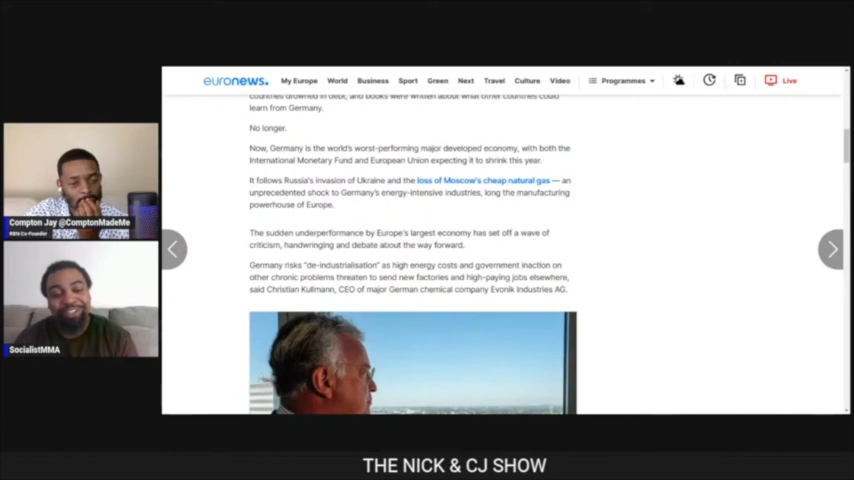 euronews.
My Europe World Business Sport Green Next Travel Culture Video Programmes Live
countries drowned in debt, and books were written about what other countries could
learn from Germany.
No longer.
Now, Germany is the world's worst-performing major developed economy, with both the
International Monetary Fund and European Union expecting it to shrink this year.
It follows Russia's invasion of Ukraine and the loss of Moscow's cheap natural gas — an
unprecedented shock to Germany's energy-intensive industries, long the manufacturing
powerhouse of Europe.
The sudden underperformance by Europe's largest economy has set off a wave of
criticism, handwringing and debate about the way forward.
Germany risks "de-industrialisation" as high energy costs and government inaction on
other chronic problems threaten to send new factories and high-paying jobs elsewhere,
said Christian Kullmann, CEO of major German chemical company Evonik Industries AG.
Compton Jay @ComptonMadeMe
REN Co-Founder
SocialistMMA
THE NICK & CJ SHOW